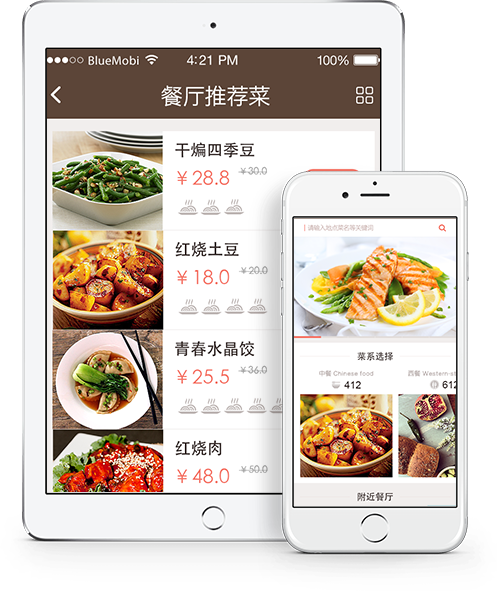 BlueMobi 4:21 PM 100%
餐厅推荐菜
干煸四季豆
￥28.8 ￥30.0
红烧土豆
￥18.0 ￥20.0
青春水晶饺
￥25.5 ￥36.0
红烧肉
￥48.0 ￥50.0
请输入地点菜名等关键词
菜系选择
中餐 Chinese food
412
西餐 Western-st
612
附近餐厅